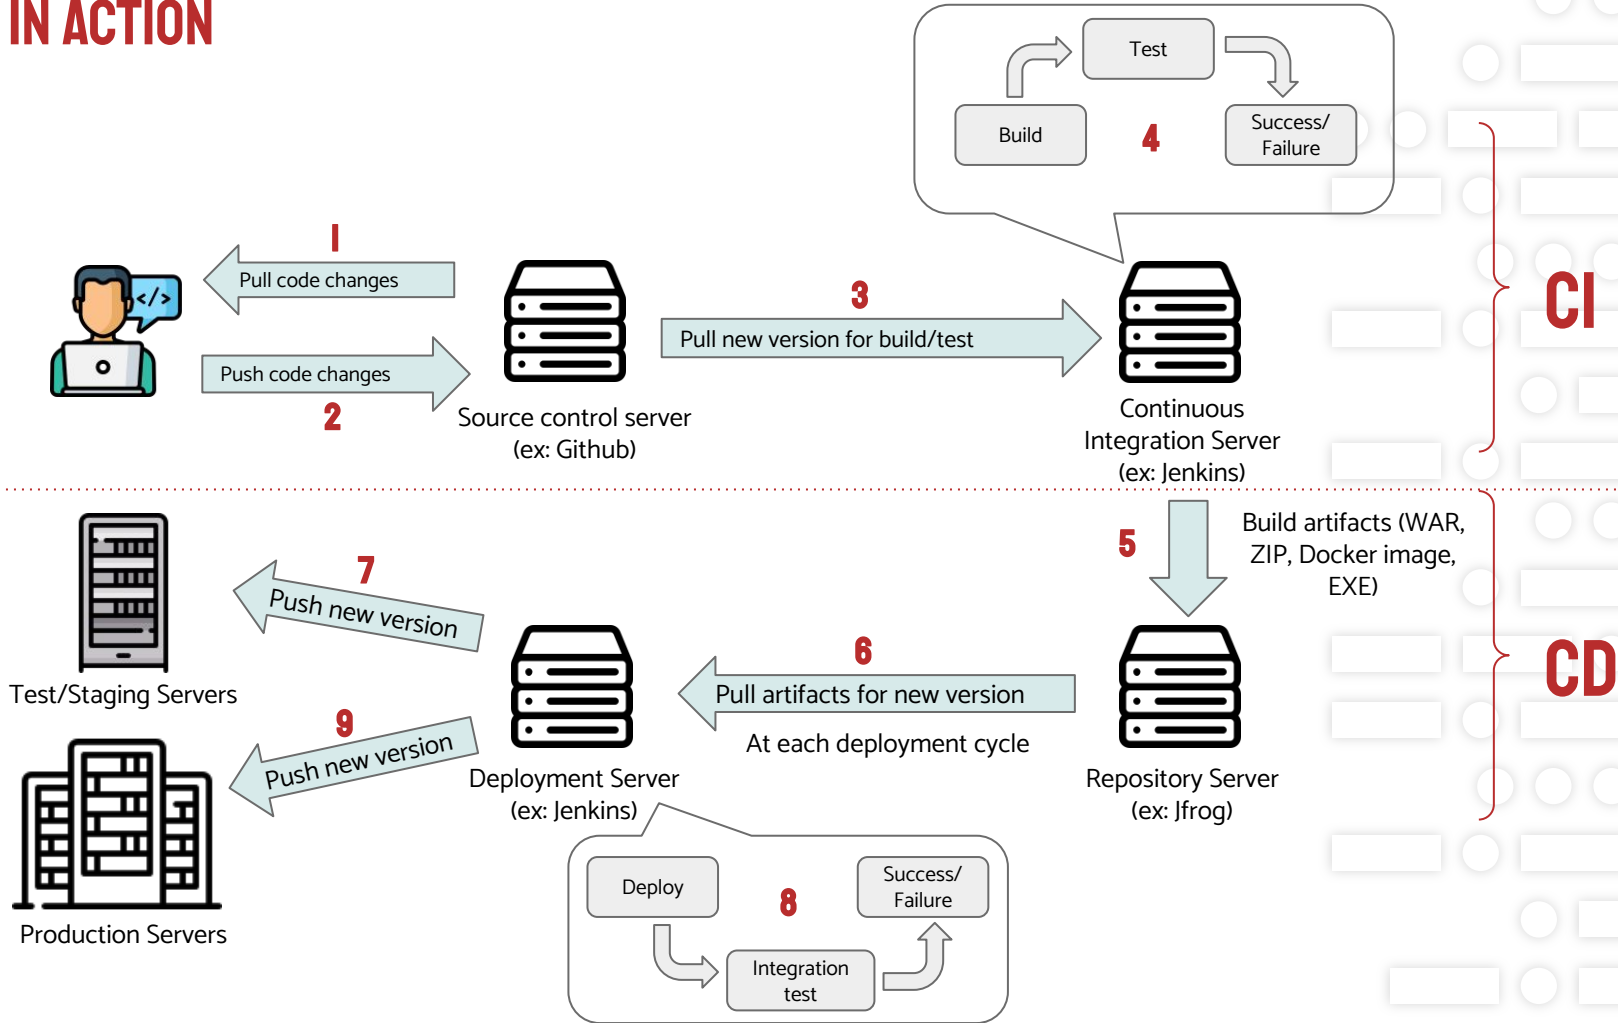 IN ACTION
Test
Build
4
Success/
Failure
1
Pull code changes
</>
Push code changes
2
Source control server
(ex: Github)
3
Pull new version for build/test
Continuous
Integration Server
(ex: Jenkins)
CI
5
Build artifacts (WAR,
ZIP, Docker image,
EXE)
7
Push new version
Test/Staging Servers
6
Pull artifacts for new version
At each deployment cycle
CD
9
Push new version
Deployment Server
(ex: Jenkins)
Repository Server
(ex: Jfrog)
Production Servers
Deploy
8
Success/
Failure
Integration
test